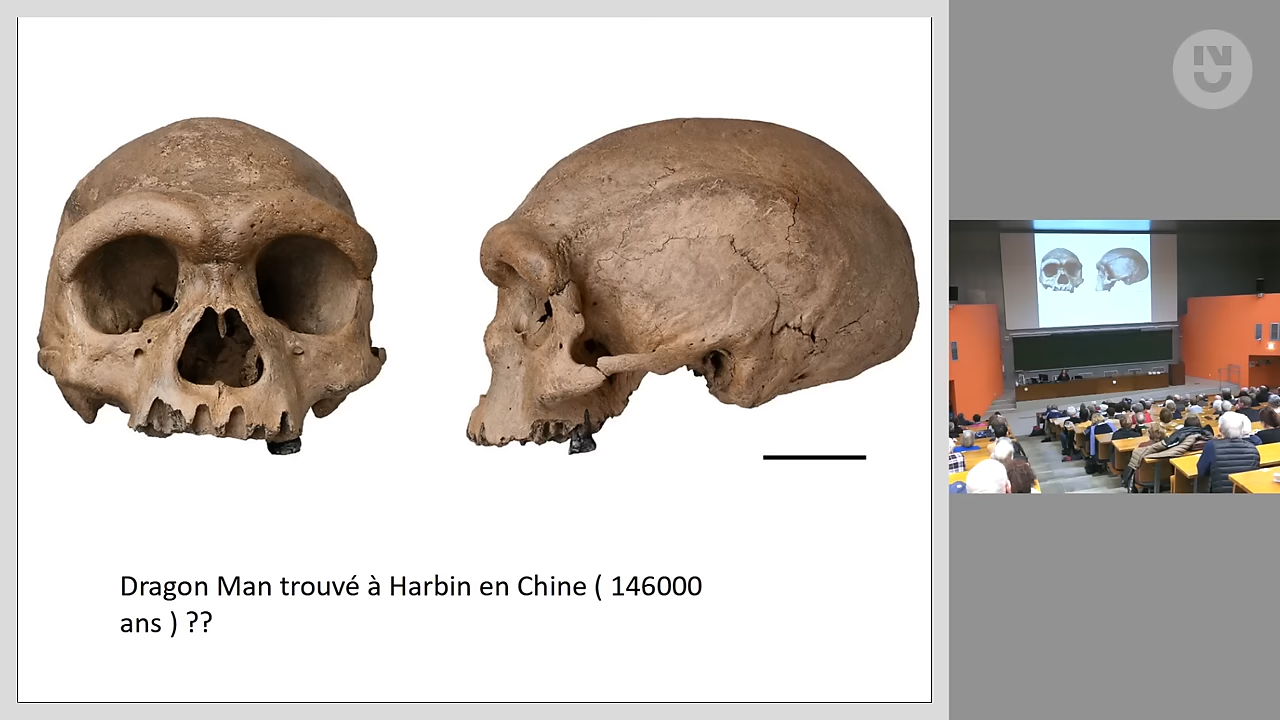 Dragon Man trouvé à Harbin en Chine ( 146000
ans ) ??